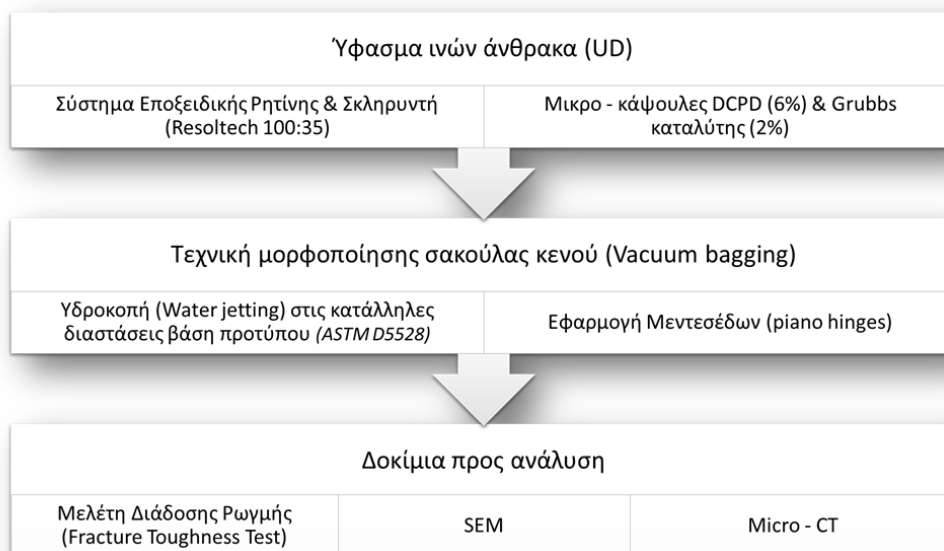 Ύφασμα ινών άνθρακα (UD)
Σύστημα Εποξειδικής Ρητίνης & Σκληρυντή
(Resoltech 100:35)
Μικρο - κάψουλες DCPD (6%) & Grubbs
καταλύτης (2%)
Τεχνική μορφοποίησης σακούλας κενού (Vacuum bagging)
Υδροκοπή (Water jetting) στις κατάλληλες
διαστάσεις βάση προτύπου (ASTM D5528)
Εφαρμογή Μεντεσέδων (piano hinges)
Δοκίμια προς ανάλυση
Μελέτη Διάδοσης Ρωγμής
(Fracture Toughness Test)
SEM
Micro - CT